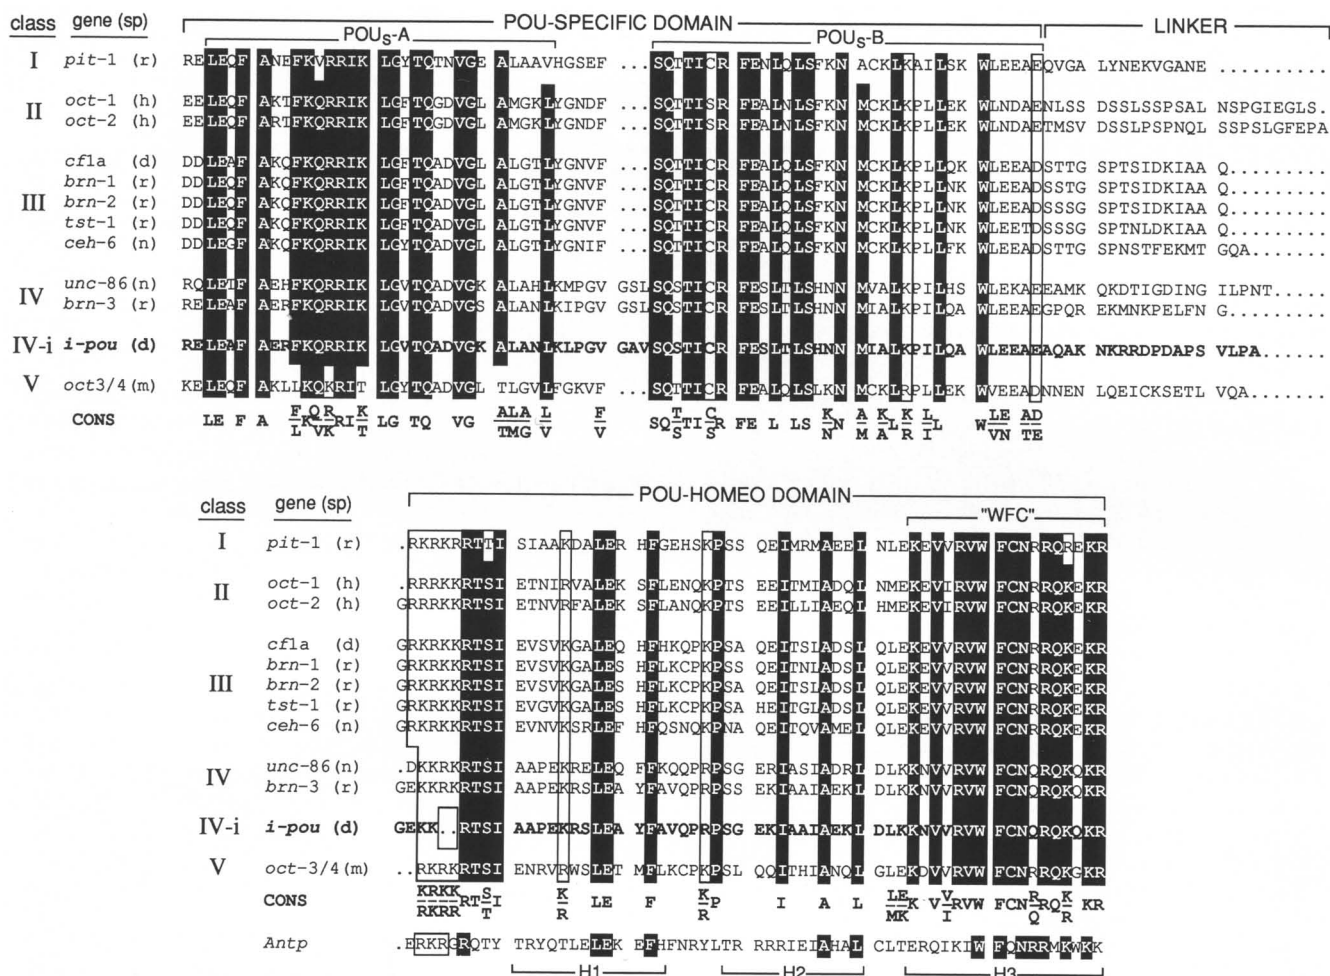 POU-SPECIFIC DOMAIN LINKER
class gene (sp) POUS-A POUS-B
I pit-1 (r) RELEQF ANEFKVRRIK LGYTQTNVGE ALAAVHGSEF ... SQTTICR FENLQLSFKN ACKLKAILSK WLEEAEQVGA LYNEKVGANE ..........
II oct-1 (h) EELEQF AKTFKQRRIK LGFTQGDVGL AMGKLYGNDF ... SQTTISR FEALNLSFKN MCKLKPLLEK WLNDAENLSS DSSLSSPSAL NSPGIEGLS.
oct-2 (h) EELEQF ARTFKQRRIK LGFTQGDVGL AMGKLYGNDF ... SQTTISR FEALNLSFKN MCKLKPLLEK WLNDAETMSV DSSLPSPNQL SSPSLGFEPA
III cf1a (d) DDLEAF AKQFKQRRIK LGFTQADVGL ALGTLYGNVF ... SQTTICR FEALQLSFKN MCKLKPLLQK WLEEADSTTG SPTSIDKIAA Q.........
brn-1 (r) DDLEQF AKQFKQRRIK LGFTQADVGL ALGTLYGNVF ... SQTTICR FEALQLSFKN MCKLKPLLNK WLEEADSSTG SPTSIDKIAA Q.........
brn-2 (r) DDLEQF AKQFKQRRIK LGFTQADVGL ALGTLYGNVF ... SQTTICR FEALQLSFKN MCKLKPLLNK WLEEADSSSG SPTSIDKIAA Q.........
tst-1 (r) DDLEQF AKQFKQRRIK LGFTQADVGL ALGTLYGNVF ... SQTTICR FEALQLSFKN MCKLKPLLNK WLEETDSSSG SPTNLDKIAA Q.........
ceh-6 (n) DDLEGF AKQFKQRRIK LGYTQADVGL ALGTLYGNIF ... SQTTICR FEALQLSFKN MCKLKPLLFK WLEEADSTTG SPNSTFEKMT GQA.......
IV unc-86(n) RQLETF AEHFKQRRIK LGVTQADVGK ALAHLKMPGV GSLSQSTICR FESLTLSHNN MVALKPILHS WLEKAEEAMK QKDTIGDING ILPNT.....
brn-3 (r) RELEAF AERFKQRRIK LGVTQADVGS ALANLKIPGV GSLSQSTICR FESLTLSHNN MIALKPILQA WLEEAEGPQR EKMNKPELFN G.........
IV-i i-pou (d) RELEAF AERFKQRRIK LGVTQADVGK ALANLKLPGV GAVSQSTICR FESLTLSHNN MIALKPILQA WLEEAEAQAK NKRRDPDAPS VLPA......
V oct3/4(m) KELEQF AKLLKQKRIT LGYTQADVGL TLGVLFGKVF ... SQTTICR FEALQLSLKN MCKLRPLLEK WVEEADNNEN LQEICKSETL VQA.......
F Q R K ALA L F T C K A K K L LE AD
CONS LE F A K RI LG TQ VG SQ TI R FE L LS N L W
L V K T TMG V V S S N M A R I VN TE
POU-HOMEO DOMAIN
class gene (sp) "WFC"
I pit-1 (r) .RKRKRRTTI SIAAKDALER HFGEHSKPSS QEIMRMAEEL NLEKEVVRVW FCNRRQREKR
II oct-1 (h) .RRRKKRTSI ETNIRVALEK SFLENQKPTS EEITMIADQL NMEKEVIRVW FCNRRQKEKR
oct-2 (h) GRRRKKRTSI ETNVRFALEK SFLANQKPTS EEILLIAEQL HMEKEVIRVW FCNRRQKEKR
III cf1a (d) GRKRKKRTSI EVSVKGALEQ HFHKQPKPSA QEITSLADSL QLEKEVVRVW FCNRRQKEKR
brn-1 (r) GRKRKKRTSI EVSVKGALES HFLKCPKPSS QEITNLADSL QLEKEVVRVW FCNRRQKEKR
brn-2 (r) GRKRKKRTSI EVSVKGALES HFLKCPKPSA QEITSLADSL QLEKEVVRVW FCNRRQKEKR
tst-1 (r) GRKRKKRTSI EVGVKGALES HFLKCPKPSA HEITGLADSL QLEKEVVRVW FCNRRQKEKR
ceh-6 (n) GRKRKKRTSI EVNVKSRLEF HFQSNQKPNA QEITQVAMEL QLEKEVVRVW FCNRRQKEKR
IV unc-86(n) .DKKRKRTSI AAPEKRELEQ FFKQQPRPSG ERIASIADRL DLKKNVVRVW FCNQRQKQKR
brn-3 (r) GEKKRKRTSI AAPEKRSLEA YFAVQPRPSS EKIAAIAEKL DLKKNVVRVW FCNQRQKQKR
IV-i i-pou (d) GEKK..RTSI AAPEKRSLEA YFAVQPRPSG EKIAAIAEKL DLKKNVVRVW FCNQRQKQKR
V oct-3/4(m) ..RKRKRTSI ENRVRWSLET MFLKCPKPSL QQITHIANQL GLEKDVVRVW FCNRRQKGKR
KRKK S K K LE V R K
CONS RT I LE F P I A L K V RVW FCN RQ KR
RKRR T R R MK I Q R
Antp .ERKRGRQTY TRYQTLELEK EFHFNRYLTR RRRIEIAHAL CLTERQIKIW FQNRRMKWKK
H1 H2 H3